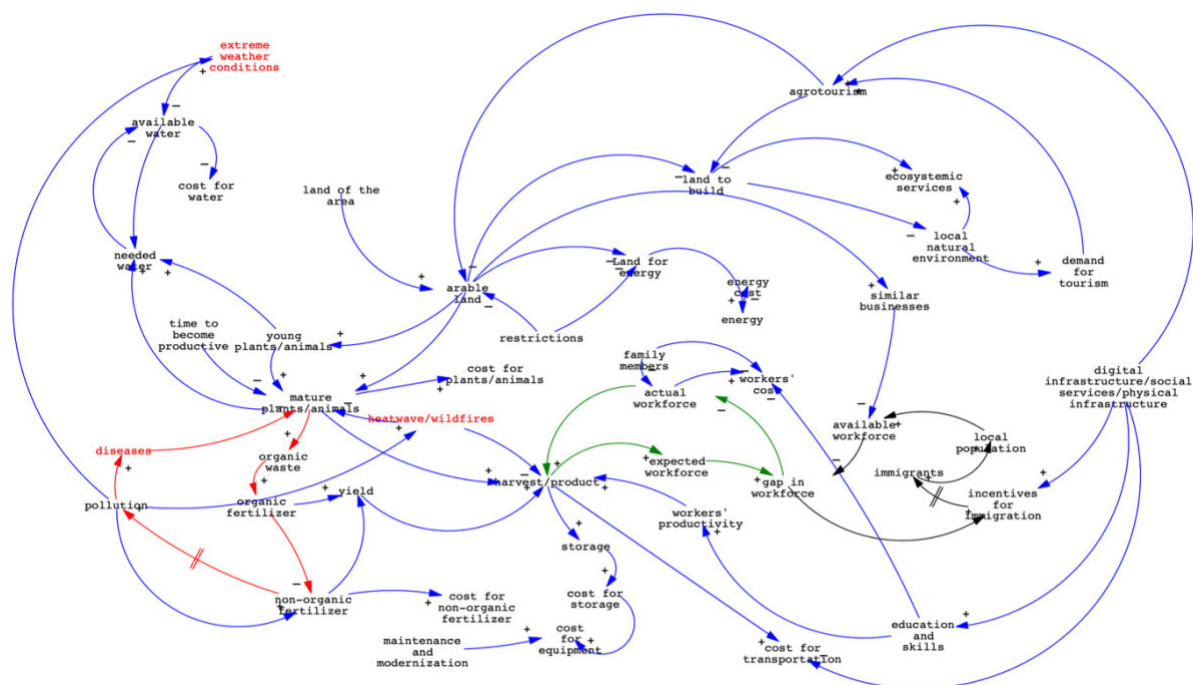 extreme
weather
conditions
agrotourism
available
water
cost for
water
land of the
area
land to
build
ecosystemic
services
needed
water
local
natural
environment
demand
for
tourism
Land for
energy
arable
land
energy
cost
energy
similar
businesses
restrictions
time to
become
productive
young
plants/animals
cost for
plants/animals
family
members
actual
workforce
workers'
cost
digital
infrastructure/social
services/physical
infrastructure
mature
plants/animals
heatwave/wildfires
available
workforce
local
population
diseases
organic
waste
expected
workforce
gap in
workforce
immigrants
harvest/product
yield
incentives
for
immigration
pollution
organic
fertilizer
workers'
productivity
storage
non-organic
fertilizer
cost for
non-organic
fertilizer
cost for
storage
maintenance
and
modernization
cost
for
equipment
cost for
transportation
education
and
skills